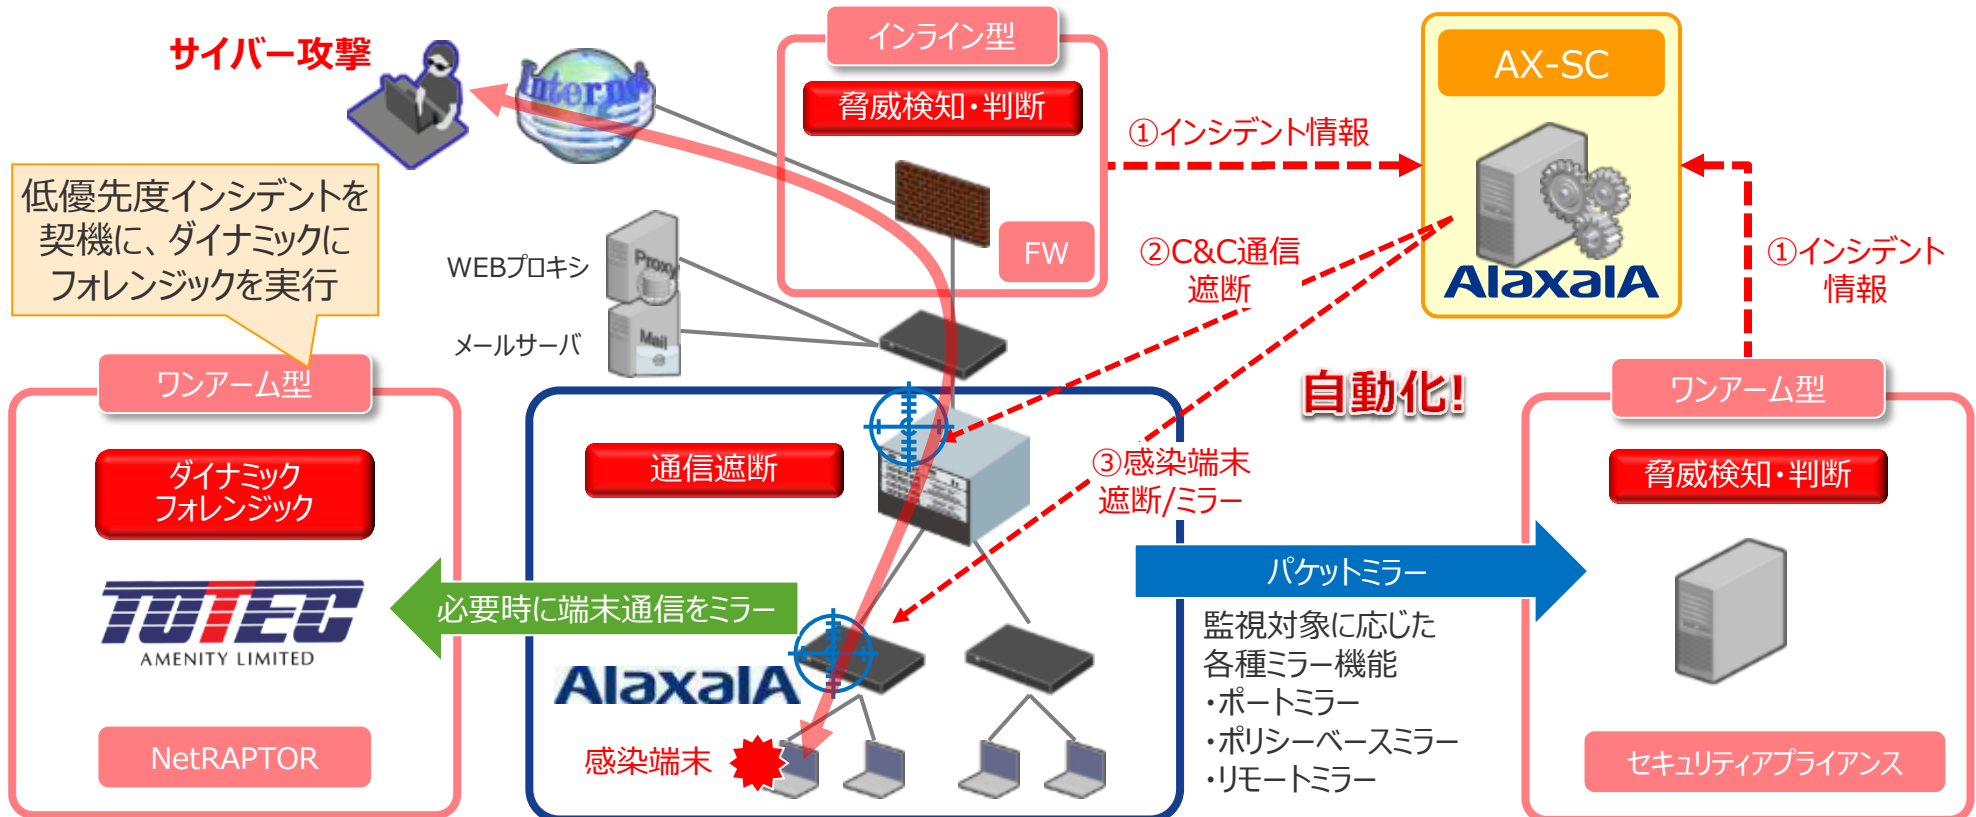 サイバー攻撃
Internet
インライン型
脅威検知・判断
FW
①インシデント情報
AX-SC
AlaxalA
①インシデント
情報
低優先度インシデントを
契機に、ダイナミックに
フォレンジックを実行
WEBプロキシ
Proxy
メールサーバ
Mail
②C&C通信
遮断
自動化!
ワンアーム型
ダイナミック
フォレンジック
TOTEC
AMENITY LIMITED
NetRAPTOR
必要時に端末通信をミラー
通信遮断
③感染端末
遮断/ミラー
AlaxalA
感染端末
パケットミラー
監視対象に応じた
各種ミラー機能
・ポートミラー
・ポリシーベースミラー
・リモートミラー
ワンアーム型
脅威検知・判断
セキュリティアプライアンス